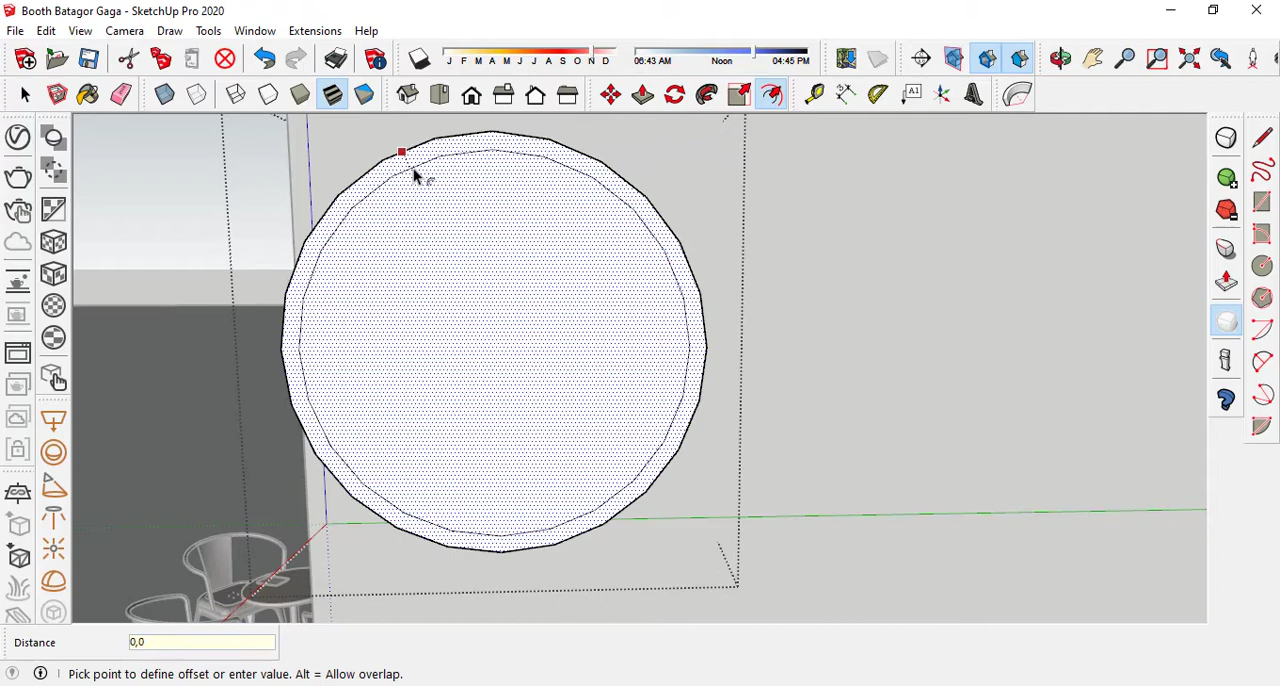 Booth Batagor Gaga - SketchUp Pro 2020
File Edit View Camera Draw Tools Window Extensions Help
J F M A M J J A S O N D 06:43 AM Noon 04:45 PM
A1
Distance 0,0
Pick point to define offset or enter value. Alt = Allow overlap.